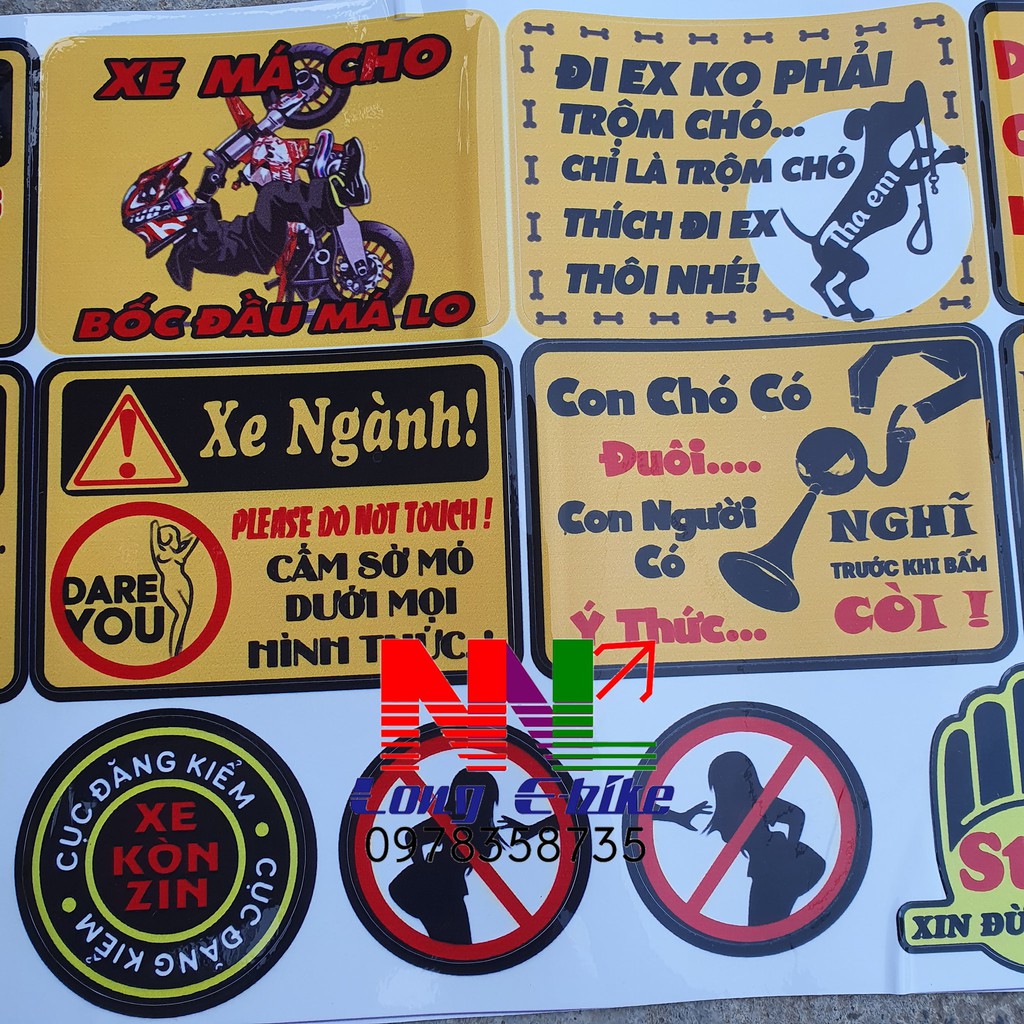 XE MÁ CHO
BỐC ĐẦU MÁ LO
ĐI EX KO PHẢI
TRỘM CHÓ...
CHỈ LÀ TRỘM CHÓ
THÍCH ĐI EX
THÔI NHÉ!
Tha em
Xe Ngành!
PLEASE DO NOT TOUCH!
DARE
YOU
CẤM SỜ MÓ
DƯỚI MỌI
HÌNH THỨC..!
Con Chó Có
Đuôi....
Con Người
Có
Ý Thức...
NGHĨ
TRƯỚC KHI BẤM
CÒI !
CỤC ĐĂNG KIỂM • CỤC ĐĂNG KIỂM •
XE
KÒN
ZIN
Long Ebike
0978358735
St
XIN ĐỪ